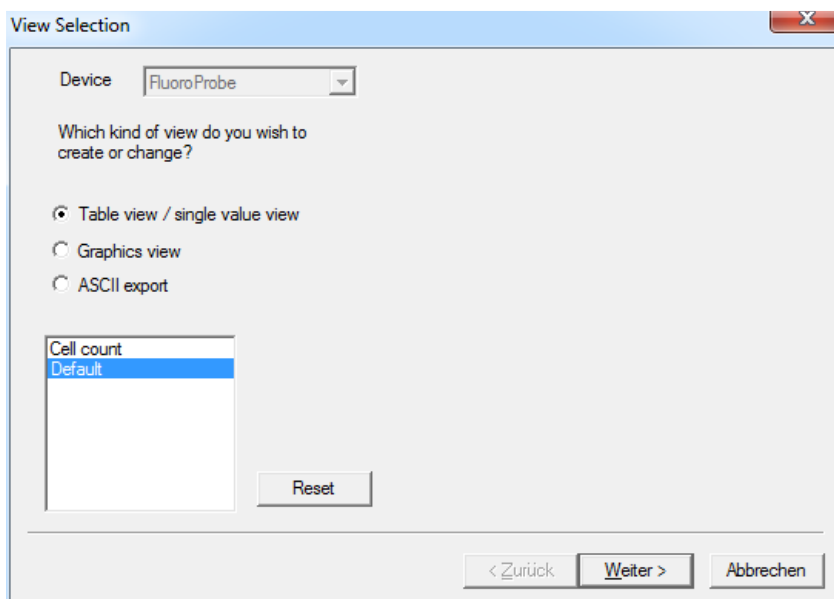 View Selection
Device FluoroProbe
Which kind of view do you wish to
create or change?
Table view / single value view
Graphics view
ASCII export
Cell count
Default
Reset
< Zurück Weiter > Abbrechen